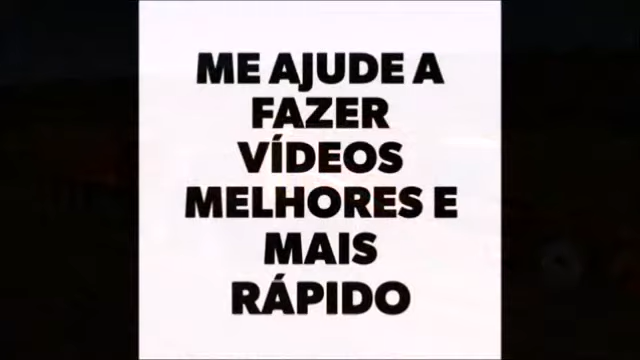 ME AJUDE A
FAZER
VÍDEOS
MELHORES E
MAIS
RÁPIDO